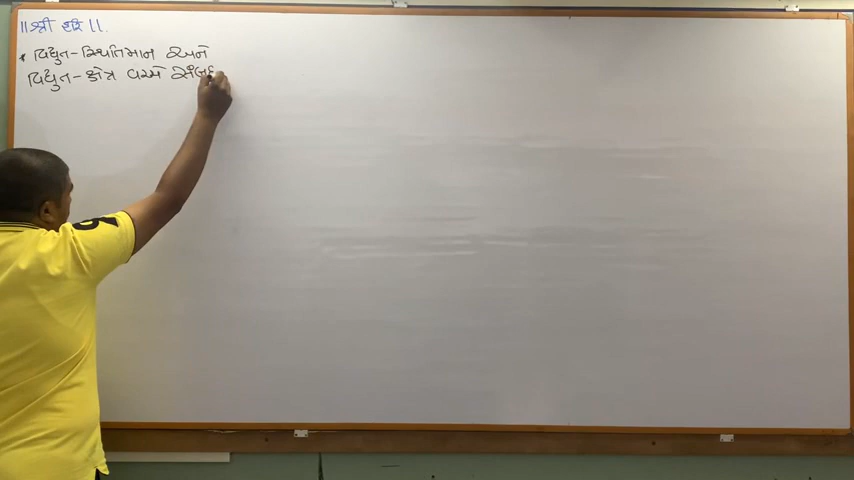 ॥ શ્રી હરિ ॥.
* વિદ્યુત-સ્થિતિમાન અને
વિદ્યુત-ક્ષેત્ર વચ્ચે